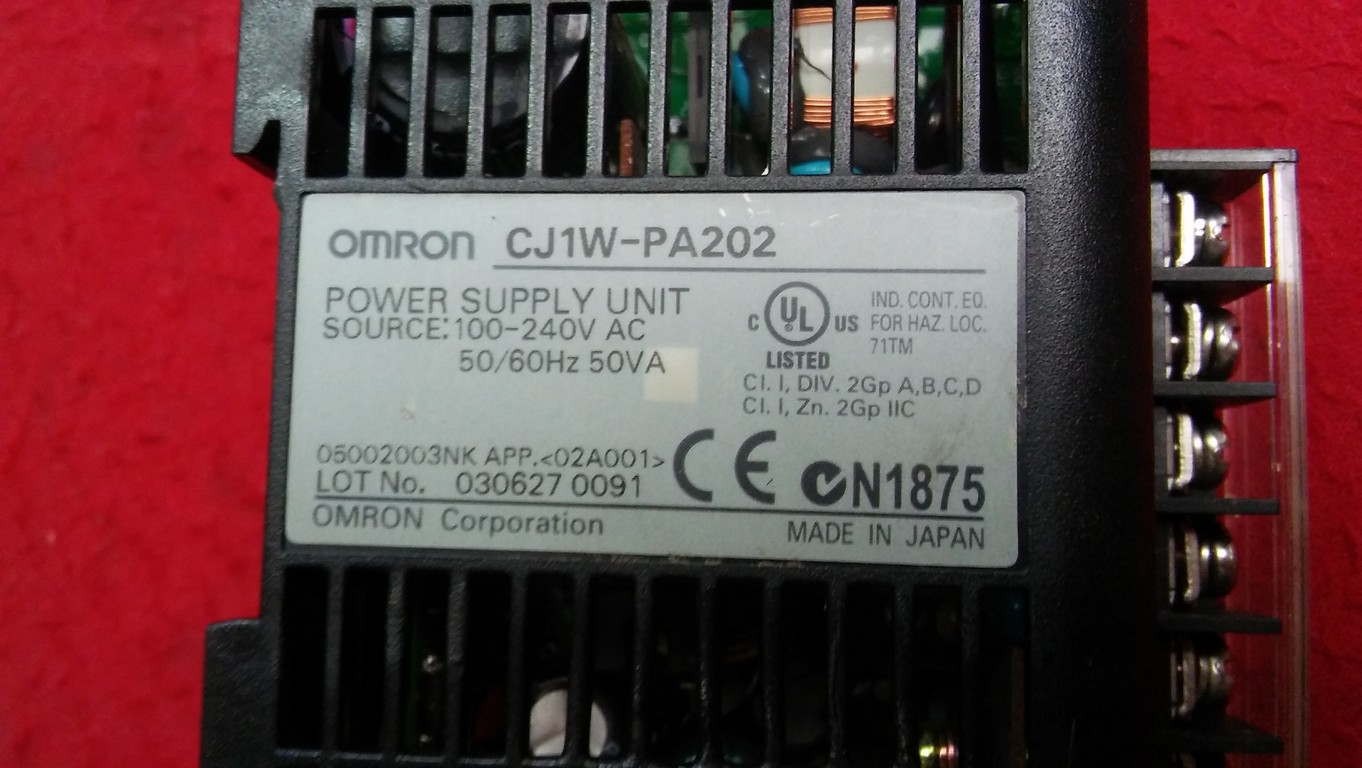 OMRON CJ1W-PA202
POWER SUPPLY UNIT
SOURCE: 100-240V AC
50/60Hz 50VA
C UL US
LISTED
IND. CONT. EQ.
FOR HAZ. LOC.
71TM
Cl. I, DIV. 2Gp A,B,C,D
Cl. I, Zn. 2Gp IIC
05002003NK APP.<02A001>
LOT No. 030627 0091
CE N1875
OMRON Corporation
MADE IN JAPAN